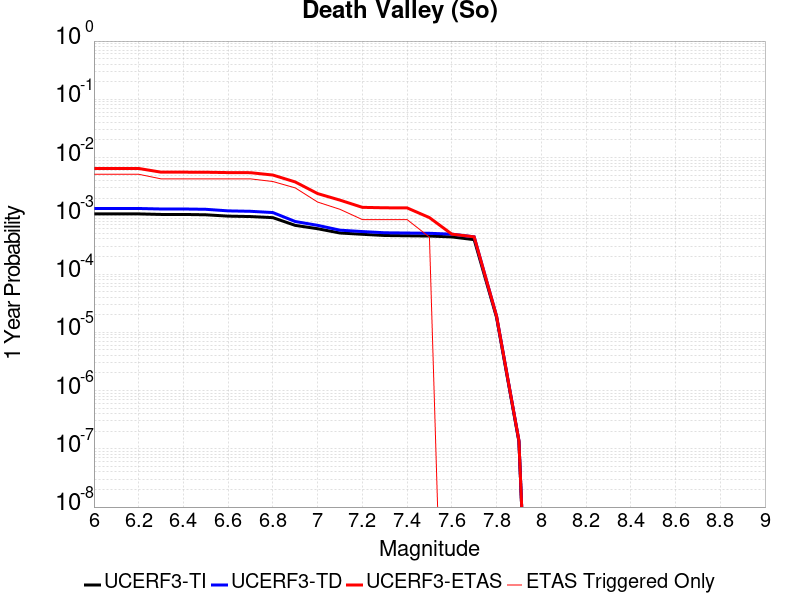 Death Valley (So)
10^0
10^-1
10^-2
10^-3
10^-4
10^-5
10^-6
10^-7
10^-8
1 Year Probability
6 6.2 6.4 6.6 6.8 7 7.2 7.4 7.6 7.8 8 8.2 8.4 8.6 8.8 9
Magnitude
UCERF3-TI UCERF3-TD UCERF3-ETAS ETAS Triggered Only